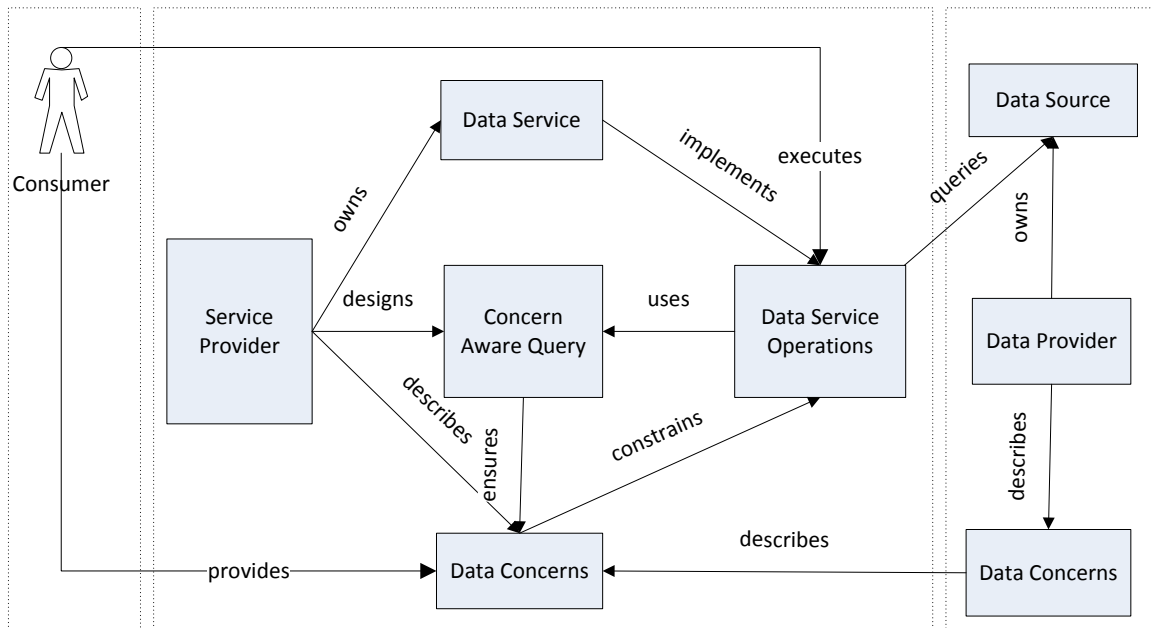 Consumer
Data Service
implements
executes
Data Source
queries
owns
owns
Service
Provider
designs
Concern
Aware Query
uses
Data Service
Operations
Data Provider
describes
ensures
constrains
describes
provides
Data Concerns
describes
Data Concerns